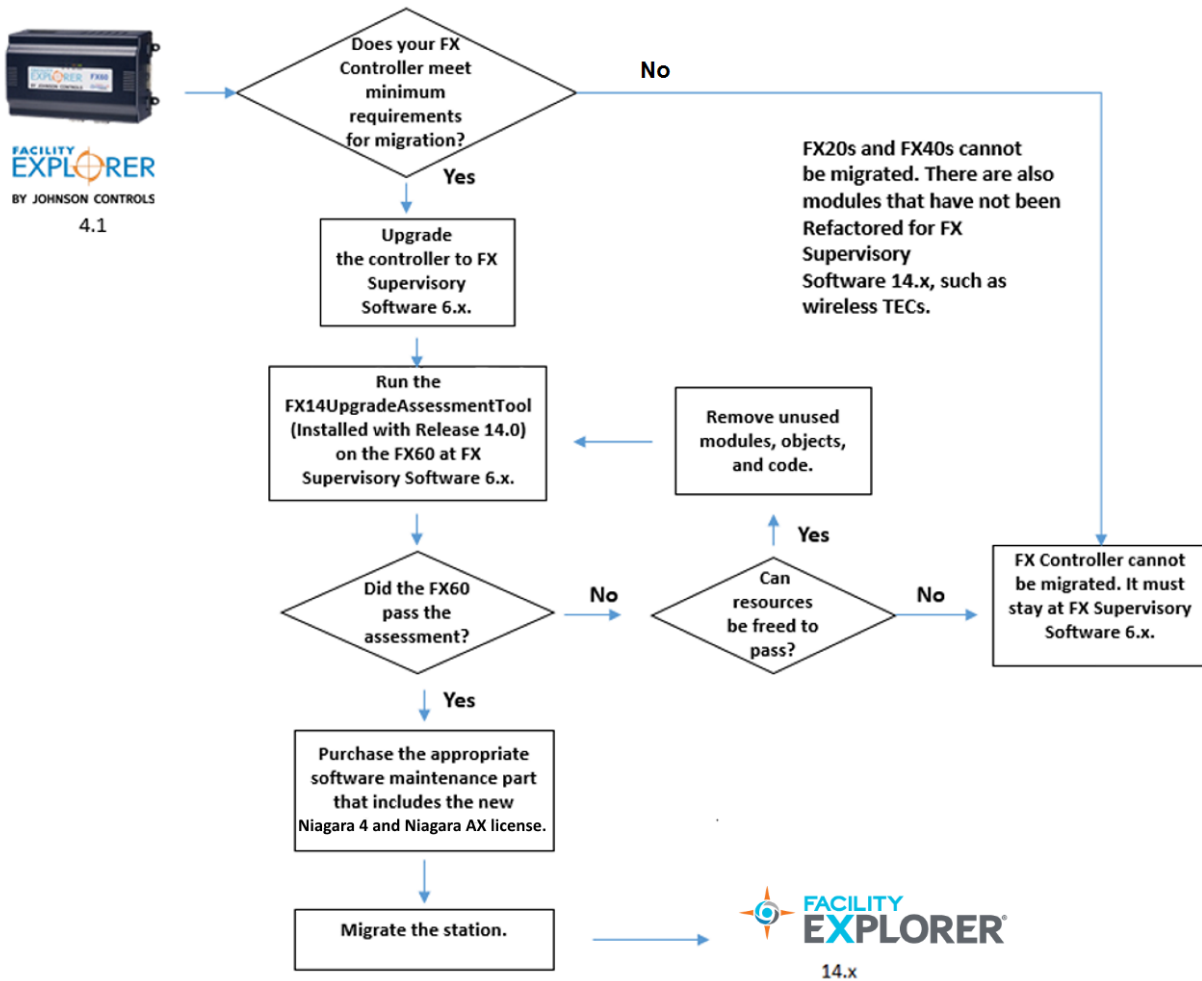 Does your FX
Controller meet
minimum
requirements
for migration?
No
EXPLORER FX60
BY JOHNSON CONTROLS
FACILITY
EXPLORER
BY JOHNSON CONTROLS
4.1
Yes
FX20s and FX40s cannot
be migrated. There are also
modules that have not been
Refactored for FX
Supervisory
Software 14.x, such as
wireless TECs.
Upgrade
the controller to FX
Supervisory
Software 6.x.
Run the
FX14UpgradeAssessmentTool
(Installed with Release 14.0)
on the FX60 at FX
Supervisory Software 6.x.
Remove unused
modules, objects,
and code.
Yes
Did the FX60
pass the
assessment?
No
Can
resources
be freed to
pass?
No
FX Controller cannot
be migrated. It must
stay at FX Supervisory
Software 6.x.
Yes
Purchase the appropriate
software maintenance part
that includes the new
Niagara 4 and Niagara AX license.
Migrate the station.
FACILITY
EXPLORER®
14.x